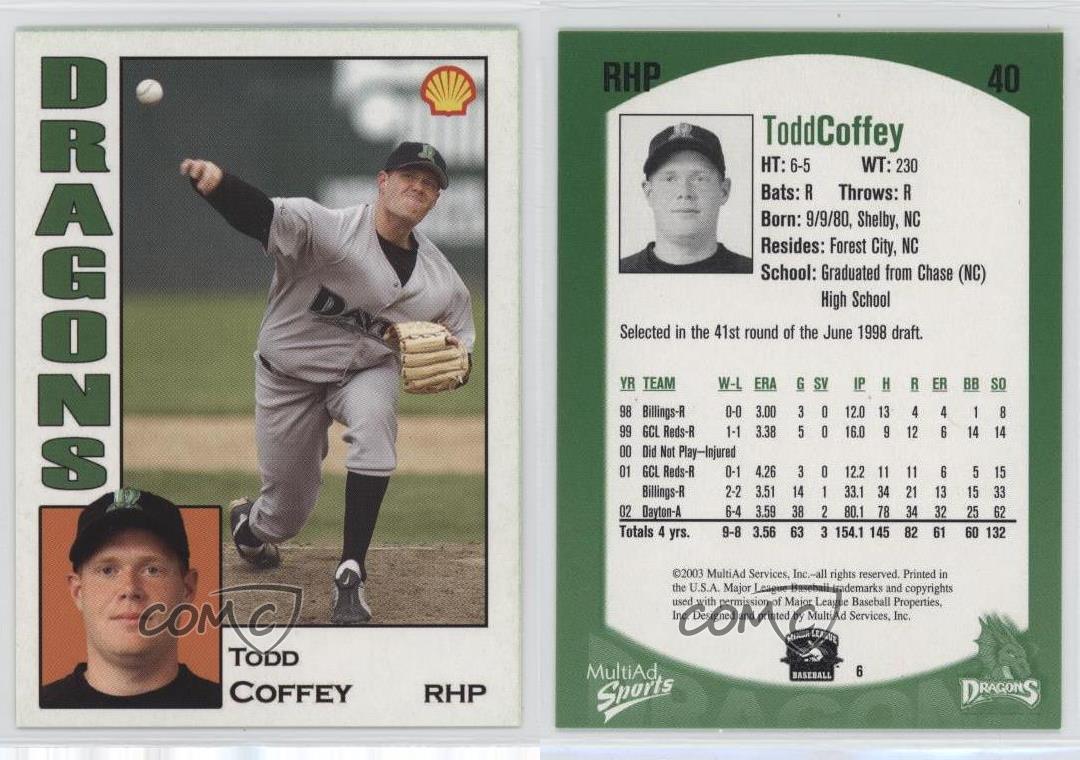 DRAGONS
DAYTON
TODD
COFFEY RHP
COMC
RHP 40
ToddCoffey
HT: 6-5 WT: 230
Bats: R Throws: R
Born: 9/9/80, Shelby, NC
Resides: Forest City, NC
School: Graduated from Chase (NC)
High School
Selected in the 41st round of the June 1998 draft.
YR TEAM W-L ERA G SV IP H R ER BB SO
98 Billings-R 0-0 3.00 3 0 12.0 13 4 4 1 8
99 GCL Reds-R 1-1 3.38 5 0 16.0 9 12 6 14 14
00 Did Not Play–Injured
01 GCL Reds-R 0-1 4.26 3 0 12.2 11 11 6 5 15
Billings-R 2-2 3.51 14 1 33.1 34 21 13 15 33
02 Dayton-A 6-4 3.59 38 2 80.1 78 34 32 25 62
Totals 4 yrs. 9-8 3.56 63 3 154.1 145 82 61 60 132
©2003 MultiAd Services, Inc.–all rights reserved. Printed in
the U.S.A. Major League Baseball trademarks and copyrights
used with permission of Major League Baseball Properties,
Inc. Designed and printed by MultiAd Services, Inc.
COMC
MINOR LEAGUE
BASEBALL
6
MultiAd
Sports
DRAGONS
DRAGONS